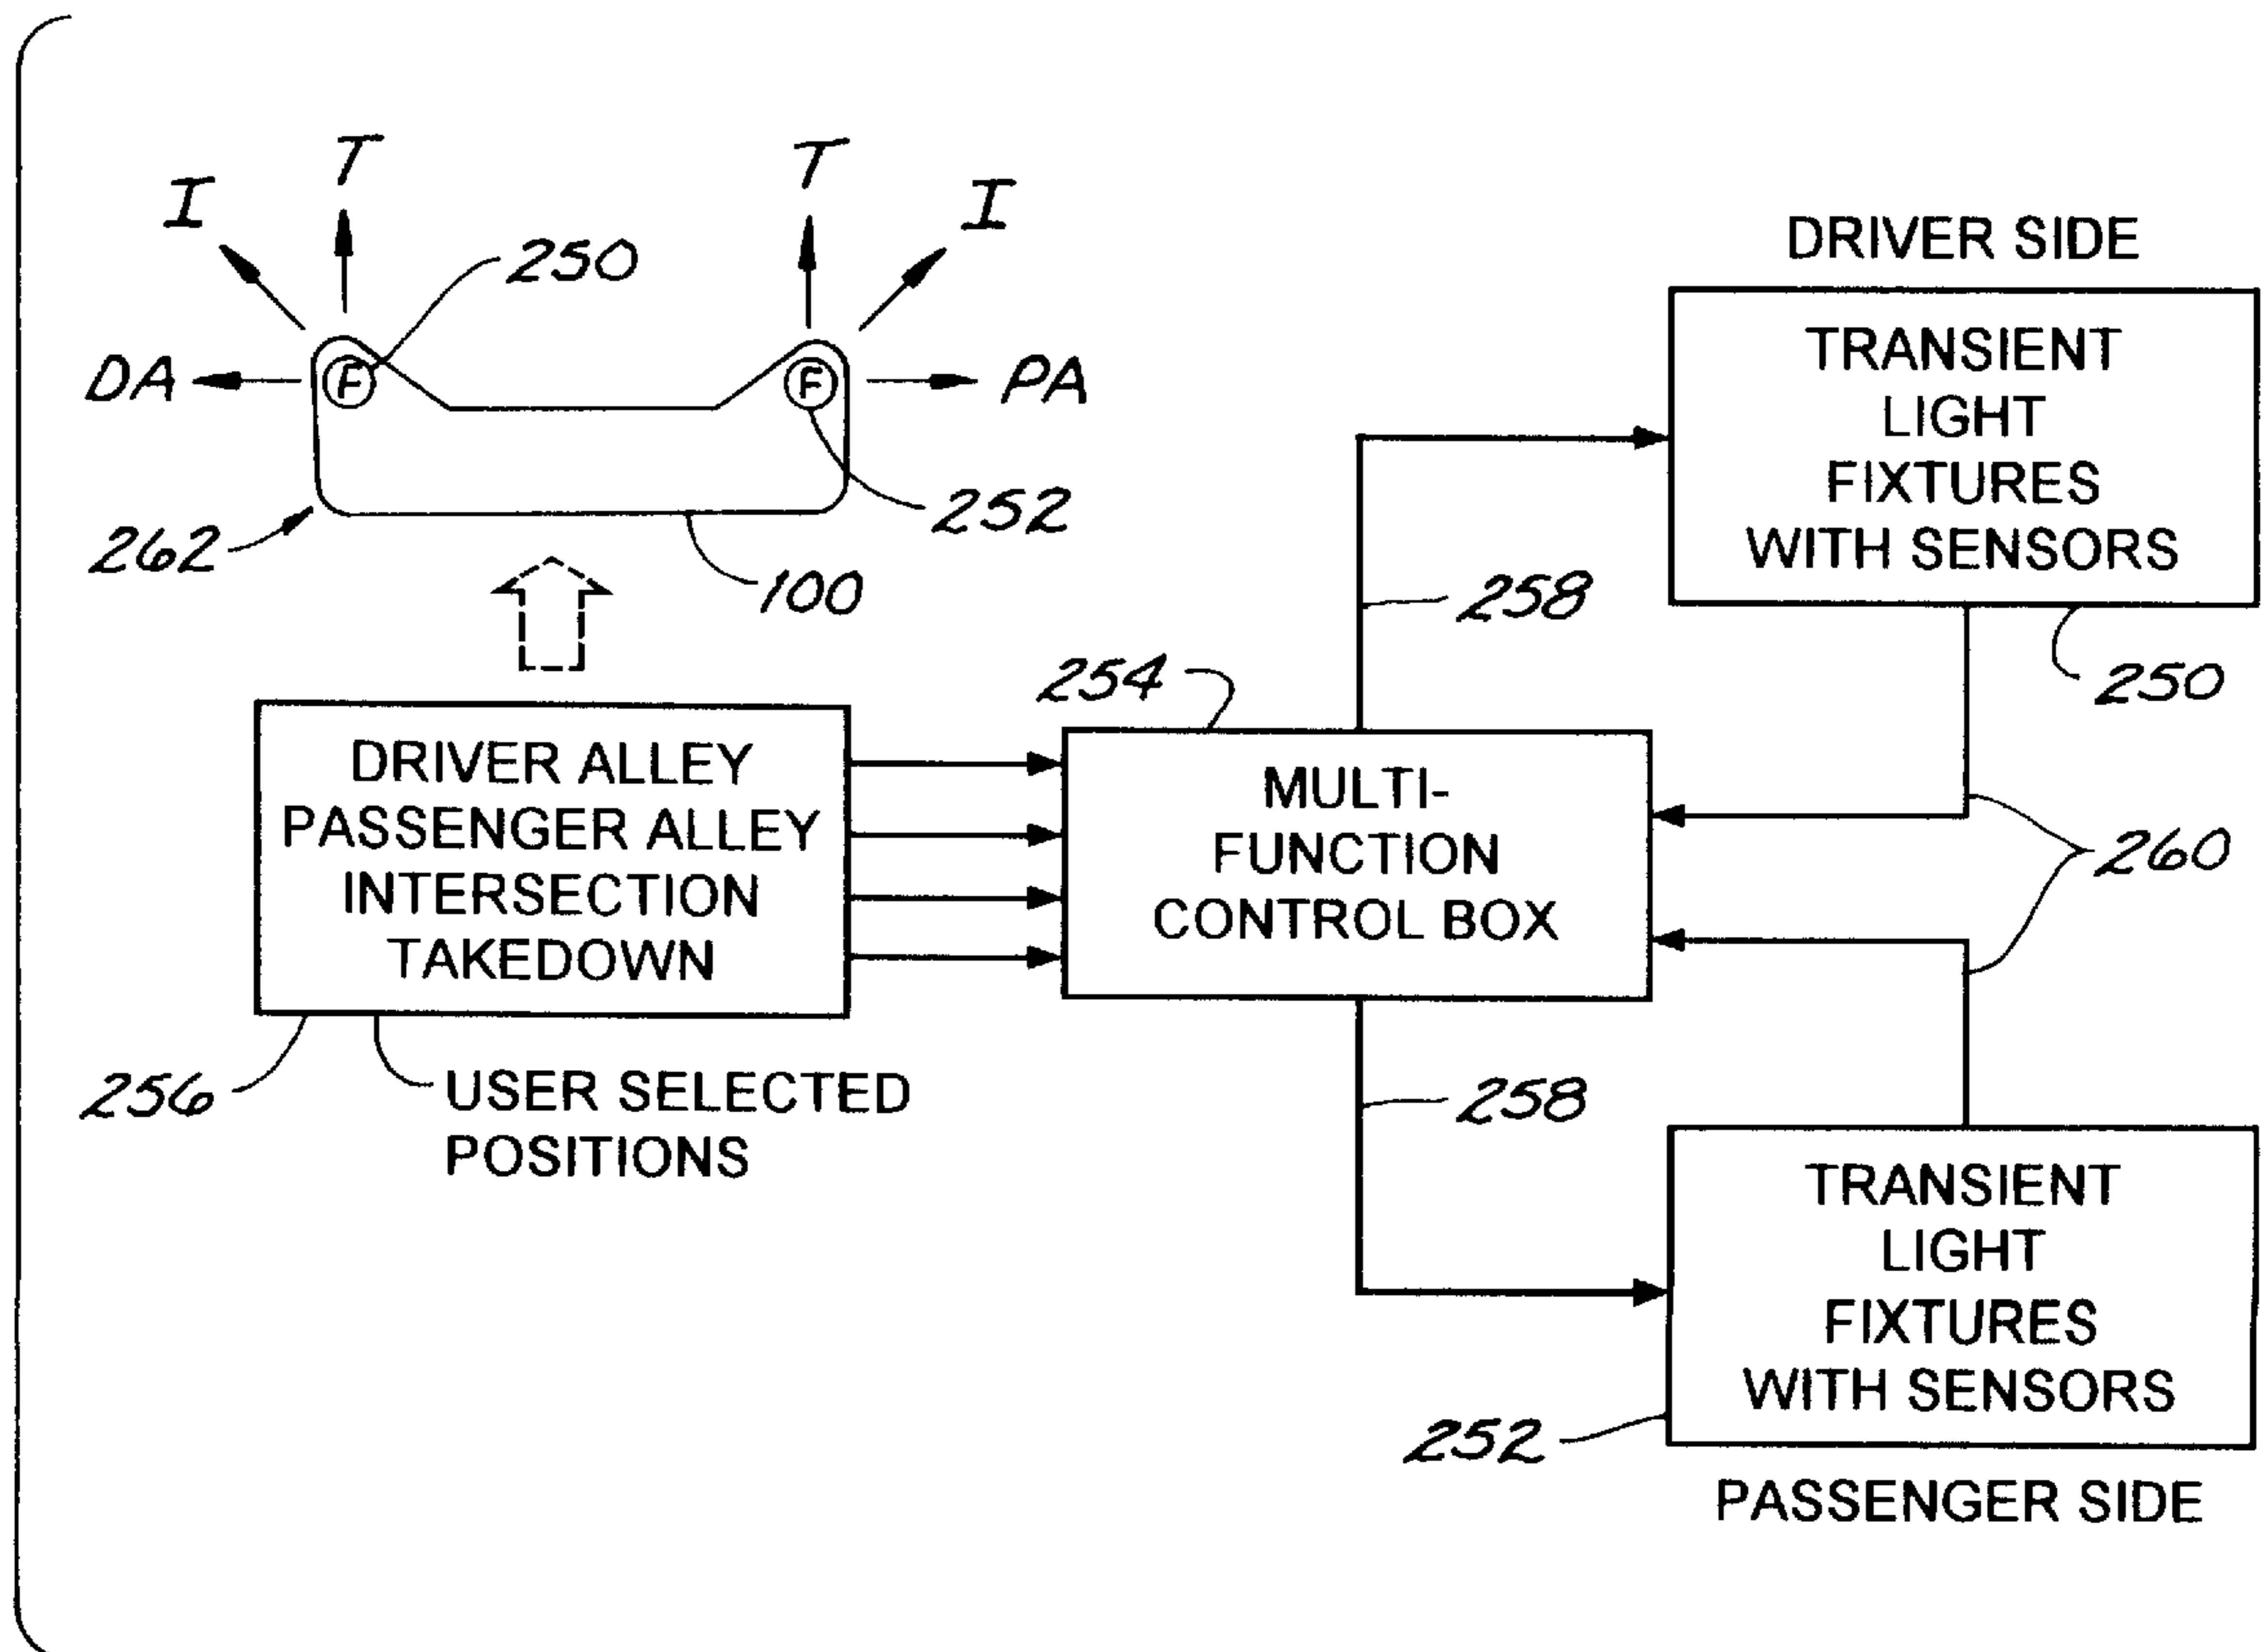 T
T
I
I
250
DRIVER SIDE
DA
F
F
PA
TRANSIENT
LIGHT
FIXTURES
WITH SENSORS
252
262
100
258
250
254
DRIVER ALLEY
PASSENGER ALLEY
INTERSECTION
TAKEDOWN
MULTI-
FUNCTION
CONTROL BOX
260
256
USER SELECTED
POSITIONS
258
TRANSIENT
LIGHT
FIXTURES
WITH SENSORS
252
PASSENGER SIDE